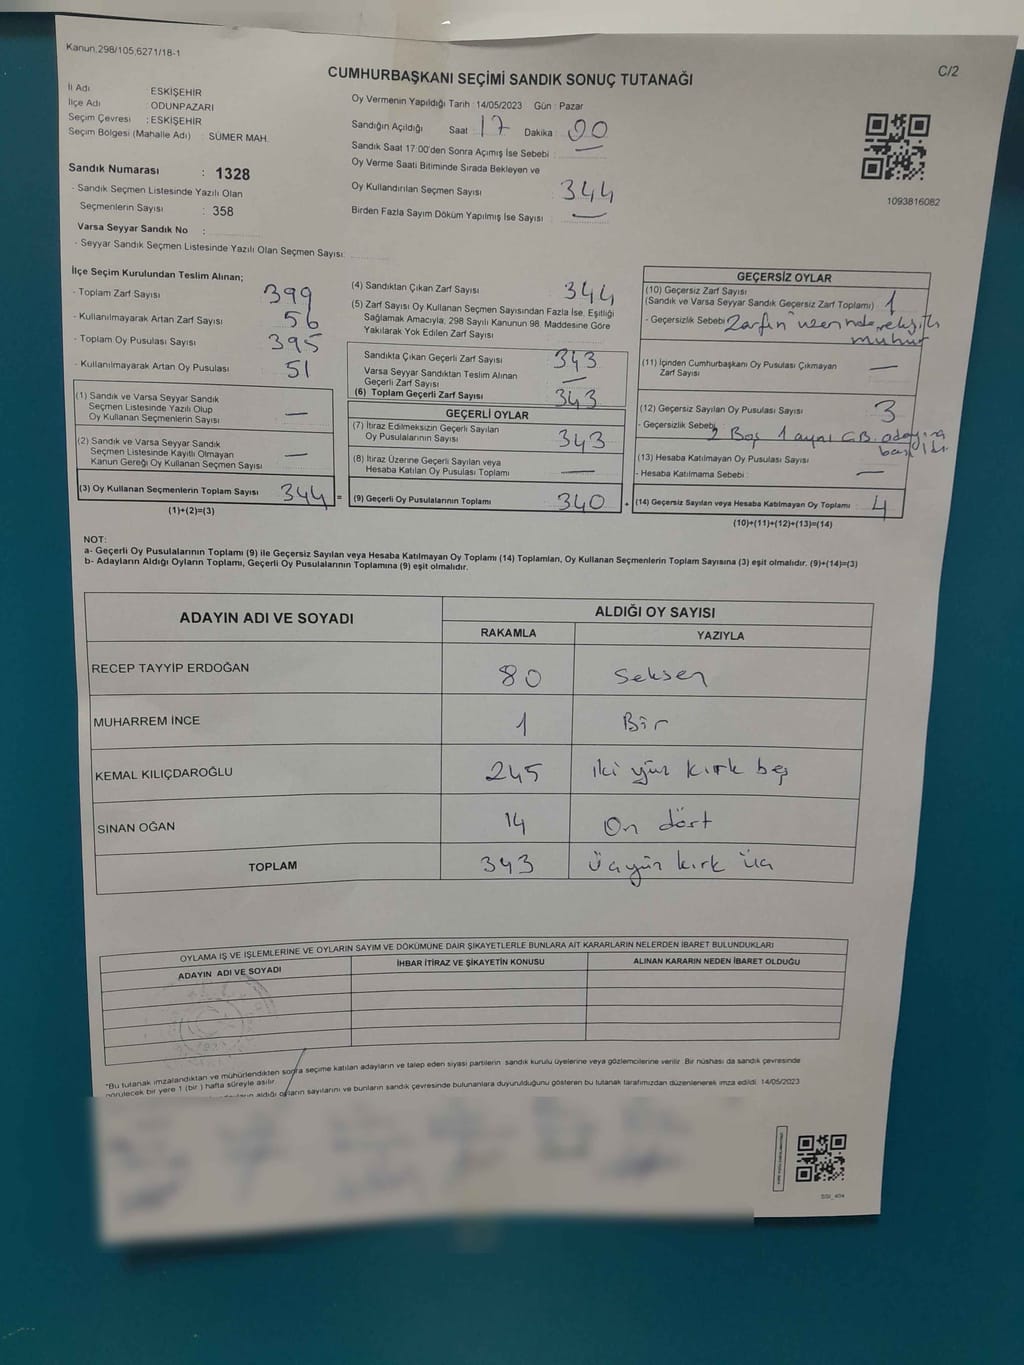 Kanun.298/105,6271/18-1
C/2
CUMHURBAŞKANI SEÇİMİ SANDIK SONUÇ TUTANAĞI
İl Adı ESKİŞEHİR
İlçe Adı : ODUNPAZARI
Seçim Çevresi : ESKİŞEHİR
Seçim Bölgesi (Mahalle Adı) : SÜMER MAH.
Sandık Numarası : 1328
- Sandık Seçmen Listesinde Yazılı Olan
Seçmenlerin Sayısı : 358
Varsa Seyyar Sandık No :
- Seyyar Sandık Seçmen Listesinde Yazılı Olan Seçmen Sayısı:
Oy Vermenin Yapıldığı Tarih : 14/05/2023 Gün : Pazar
Sandığın Açıldığı Saat : 17 Dakika : 00
Sandık Saat 17:00'den Sonra Açımış İse Sebebi : —
Oy Verme Saati Bitiminde Sırada Bekleyen ve
Oy Kullandırılan Seçmen Sayısı 344
Birden Fazla Sayım Döküm Yapılmış İse Sayısı : —
1093816082
İlçe Seçim Kurulundan Teslim Alınan;
- Toplam Zarf Sayısı 399
- Kullanılmayarak Artan Zarf Sayısı 56
- Toplam Oy Pusulası Sayısı 395
- Kullanılmayarak Artan Oy Pusulası 51
(1) Sandık ve Varsa Seyyar Sandık
Seçmen Listesinde Yazılı Olup
Oy Kullanan Seçmenlerin Sayısı —
(2) Sandık ve Varsa Seyyar Sandık
Seçmen Listesinde Kayıtlı Olmayan
Kanun Gereği Oy Kullanan Seçmen Sayısı —
(3) Oy Kullanan Seçmenlerin Toplam Sayısı 344 =
(1)+(2)=(3)
(4) Sandıktan Çıkan Zarf Sayısı 344
(5) Zarf Sayısı Oy Kullanan Seçmen Sayısından Fazla İse, Eşitliği
Sağlamak Amacıyla, 298 Sayılı Kanunun 98. Maddesine Göre
Yakılarak Yok Edilen Zarf Sayısı
Sandıkta Çıkan Geçerli Zarf Sayısı 343
Varsa Seyyar Sandıktan Teslim Alınan
Geçerli Zarf Sayısı —
(6) Toplam Geçerli Zarf Sayısı 343
GEÇERLİ OYLAR
(7) İtiraz Edilmeksizin Geçerli Sayılan
Oy Pusulalarının Sayısı 343
(8) İtiraz Üzerine Geçerli Sayılan veya
Hesaba Katılan Oy Pusulası Toplamı —
(9) Geçerli Oy Pusulalarının Toplamı 340 +
GEÇERSİZ OYLAR
(10) Geçersiz Zarf Sayısı
(Sandık ve Varsa Seyyar Sandık Geçersiz Zarf Toplamı) : 1
- Geçersizlik Sebebi : Zarfın üzerinde
mühür
(11) İçinden Cumhurbaşkanı Oy Pusulası Çıkmayan
Zarf Sayısı —
(12) Geçersiz Sayılan Oy Pusulası Sayısı 3
- Geçersizlik Sebebi 2 Boş 1 aynı C.B. adayına
(13) Hesaba Katılmayan Oy Pusulası Sayısı
- Hesaba Katılmama Sebebi : —
(14) Geçersiz Sayılan veya Hesaba Katılmayan Oy Toplamı : 4
(10)+(11)+(12)+(13)=(14)
NOT:
a- Geçerli Oy Pusulalarının Toplamı (9) ile Geçersiz Sayılan veya Hesaba Katılmayan Oy Toplamı (14) Toplamları, Oy Kullanan Seçmenlerin Toplam Sayısına (3) eşit olmalıdır. (9)+(14)=(3)
b- Adayların Aldığı Oyların Toplamı, Geçerli Oy Pusulalarının Toplamına (9) eşit olmalıdır.
ADAYIN ADI VE SOYADI ALDIĞI OY SAYISI
RAKAMLA YAZIYLA
RECEP TAYYİP ERDOĞAN 80 Seksen
MUHARREM İNCE 1 Bir
KEMAL KILIÇDAROĞLU 245 iki yüz kırk beş
SİNAN OĞAN 14 On dört
TOPLAM 343 üçyüz kırk üç
OYLAMA İŞ VE İŞLEMLERİNE VE OYLARIN SAYIM VE DÖKÜMÜNE DAİR ŞİKAYETLERLE BUNLARA AİT KARARLARIN NELERDEN İBARET BULUNDUKLARI
ADAYIN ADI VE SOYADI İHBAR İTİRAZ VE ŞİKAYETİN KONUSU ALINAN KARARIN NEDEN İBARET OLDUĞU
"Bu tutanak imzalandıktan ve mühürlendikten sonra seçime katılan adayların ve talep eden siyasi partilerin sandık kurulu üyelerine veya gözlemcilerine verilir. Bir nüshası da sandık çevresinde
görülecek bir yere 1 (bir) hafta süreyle asılır.
aldığı oyların sayılarını ve bunların sandık çevresinde bulunanlara duyurulduğunu gösteren bu tutanak tarafımızdan düzenlenerek imza edildi. 14/05/2023